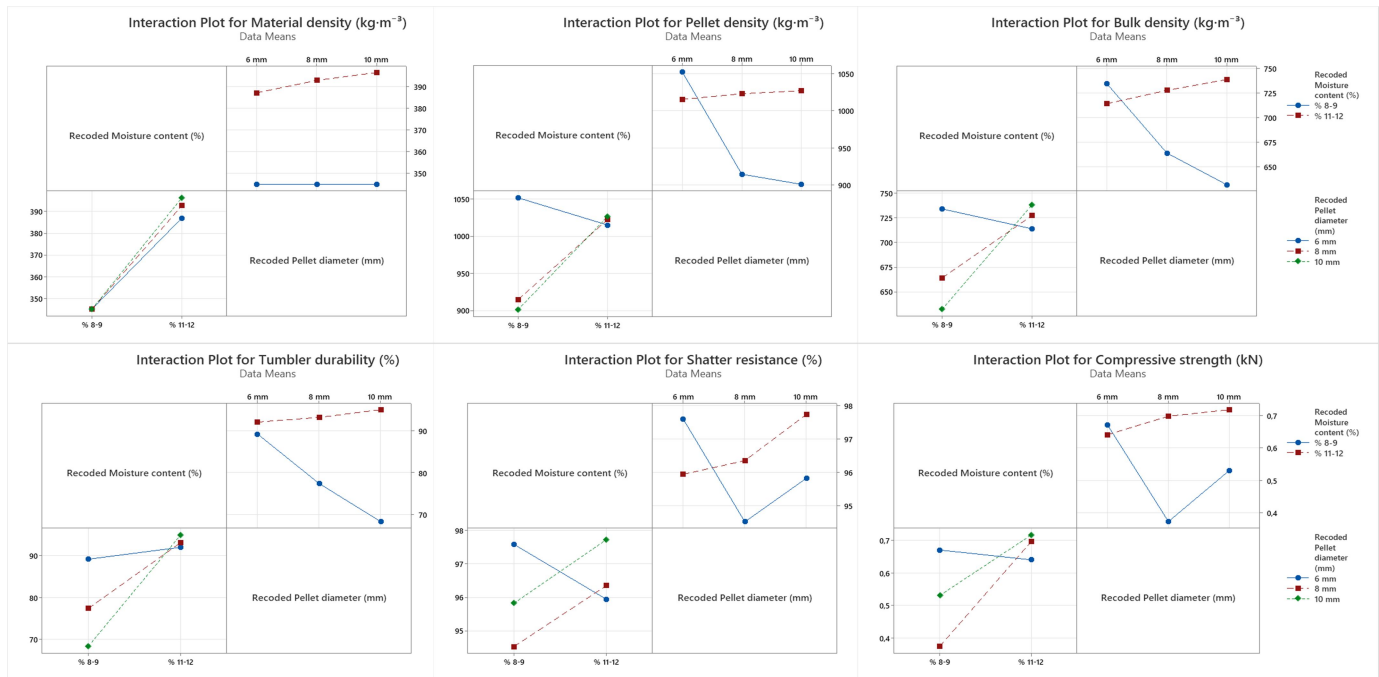 Interaction Plot for Material density (kg·m⁻³)
Data Means
6 mm 8 mm 10 mm
390
380
370
360
350
Recoded Moisture content (%)
390
380
370
360
350
Recoded Pellet diameter (mm)
% 8-9 % 11-12
Interaction Plot for Pellet density (kg·m⁻³)
Data Means
6 mm 8 mm 10 mm
1050
1000
950
900
Recoded Moisture content (%)
1050
1000
950
900
Recoded Pellet diameter (mm)
% 8-9 % 11-12
Interaction Plot for Bulk density (kg·m⁻³)
Data Means
6 mm 8 mm 10 mm
750
725
700
675
650
Recoded Moisture content (%)
750
725
700
675
650
Recoded Pellet diameter (mm)
% 8-9 % 11-12
Recoded
Moisture
content (%)
% 8-9
% 11-12
Recoded
Pellet
diameter
(mm)
6 mm
8 mm
10 mm
Interaction Plot for Tumbler durability (%)
Data Means
6 mm 8 mm 10 mm
90
80
70
Recoded Moisture content (%)
90
80
70
Recoded Pellet diameter (mm)
% 8-9 % 11-12
Interaction Plot for Shatter resistance (%)
Data Means
6 mm 8 mm 10 mm
98
97
96
95
Recoded Moisture content (%)
98
97
96
95
Recoded Pellet diameter (mm)
% 8-9 % 11-12
Interaction Plot for Compressive strength (kN)
Data Means
6 mm 8 mm 10 mm
0,7
0,6
0,5
0,4
Recoded Moisture content (%)
0,7
0,6
0,5
0,4
Recoded Pellet diameter (mm)
% 8-9 % 11-12
Recoded
Moisture
content (%)
% 8-9
% 11-12
Recoded
Pellet
diameter
(mm)
6 mm
8 mm
10 mm